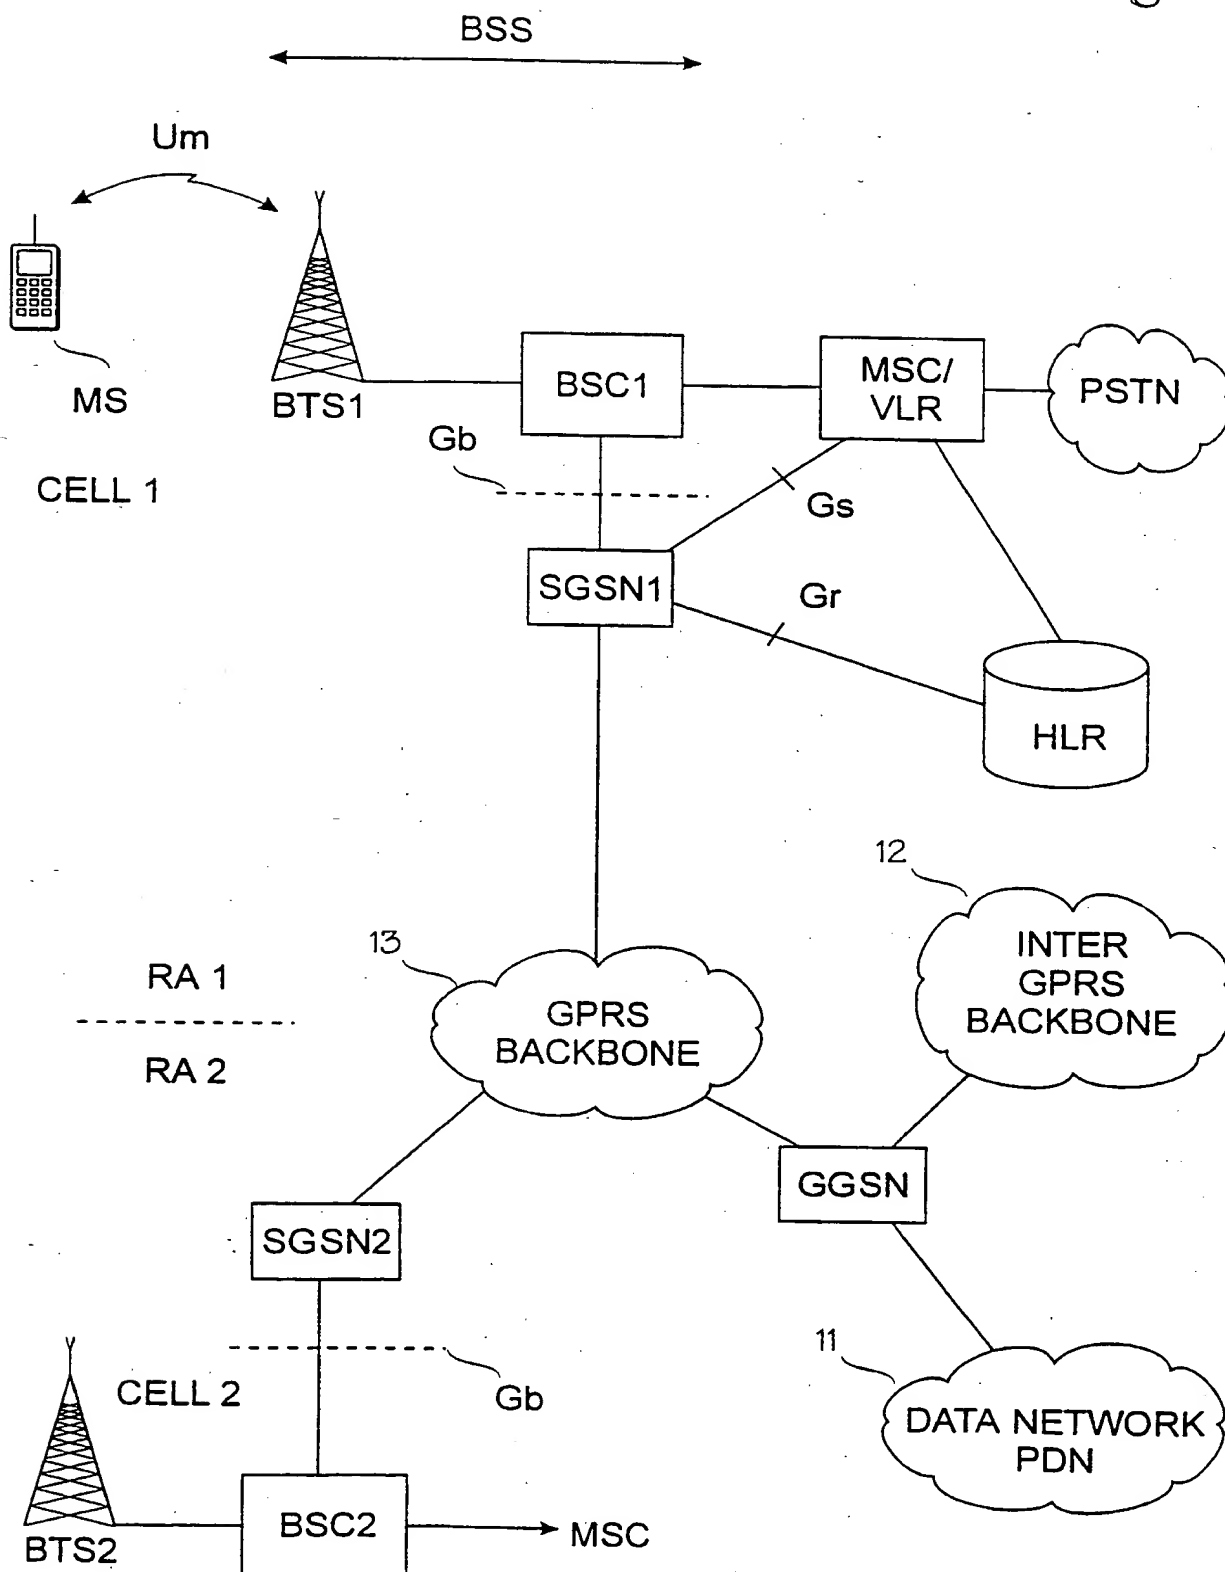 BSS
Um
MS
BTS1
BSC1
MSC/
VLR
PSTN
CELL 1
Gb
Gs
SGSN1
Gr
HLR
12
13
RA 1
RA 2
GPRS
BACKBONE
INTER
GPRS
BACKBONE
GGSN
SGSN2
11
CELL 2
Gb
DATA NETWORK
PDN
BTS2
BSC2
MSC